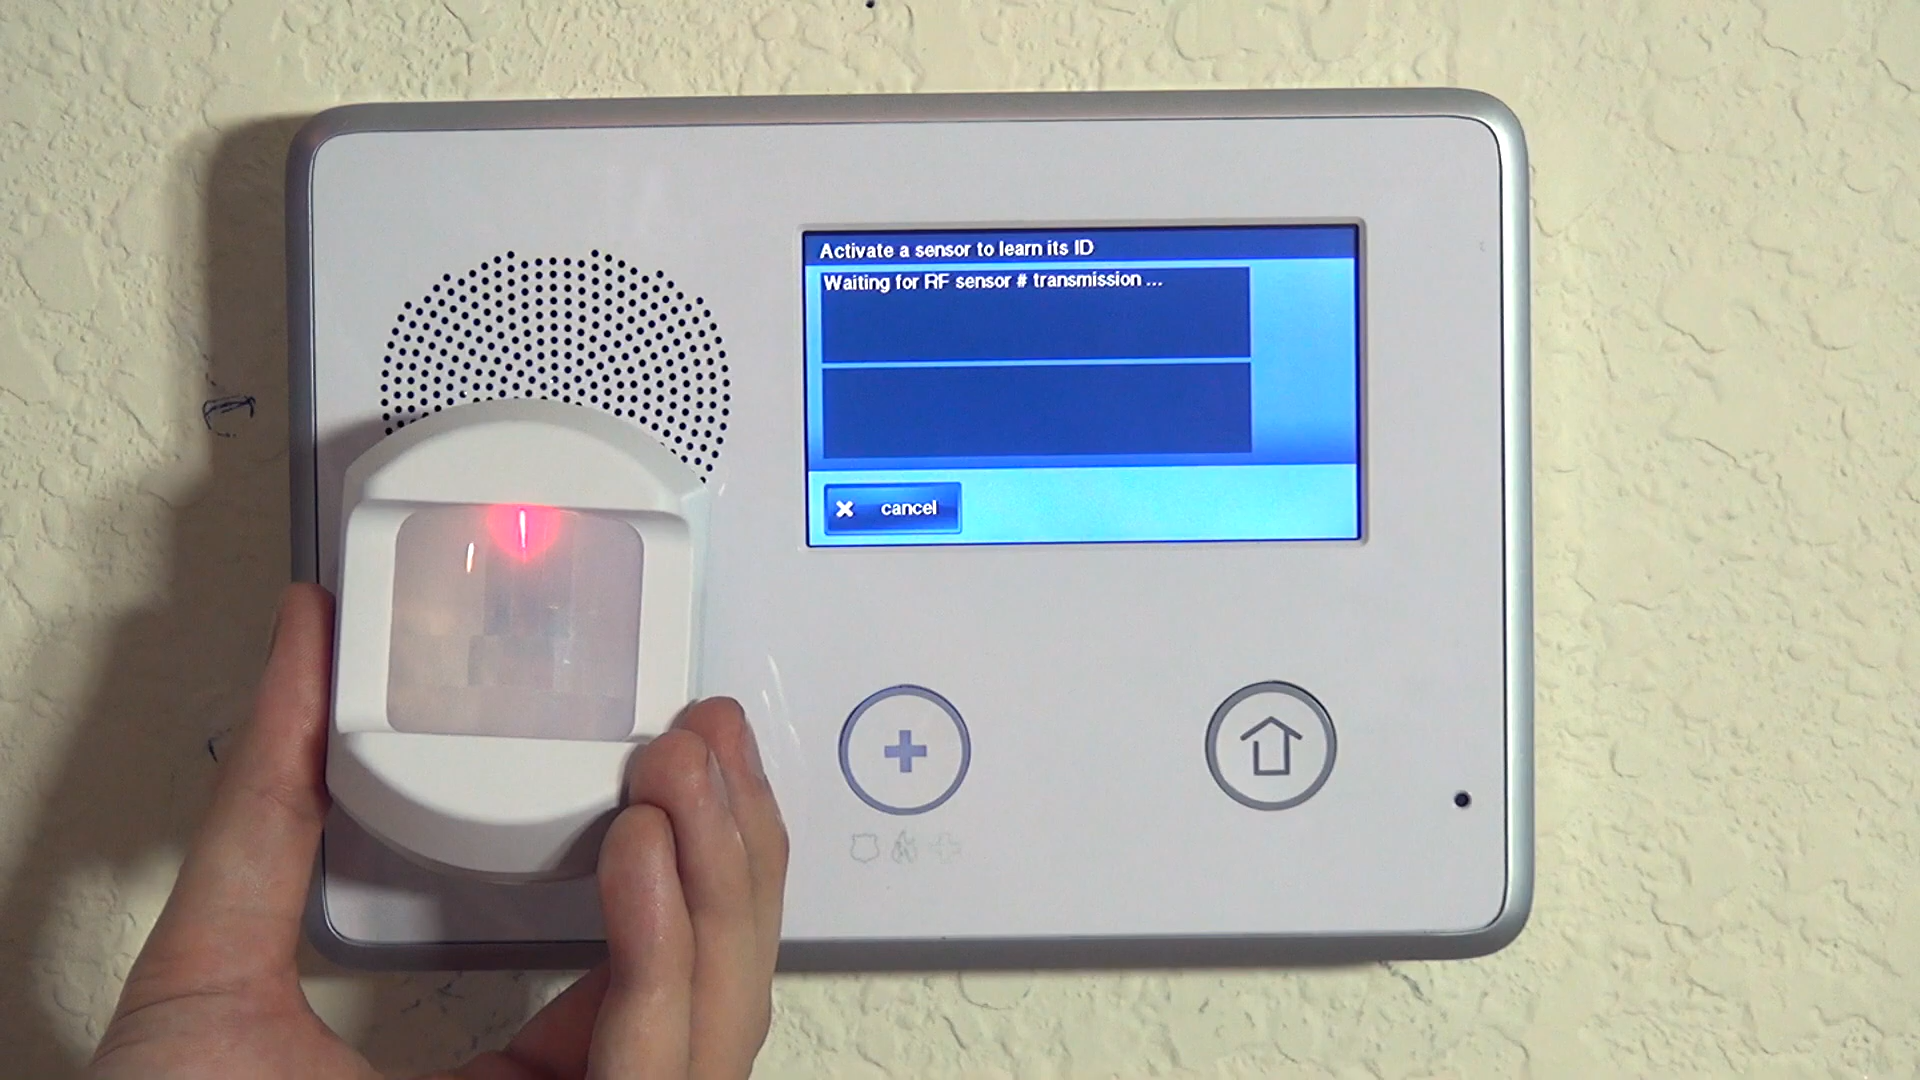 Activate a sensor to learn its ID
Waiting for RF sensor # transmission ...
cancel